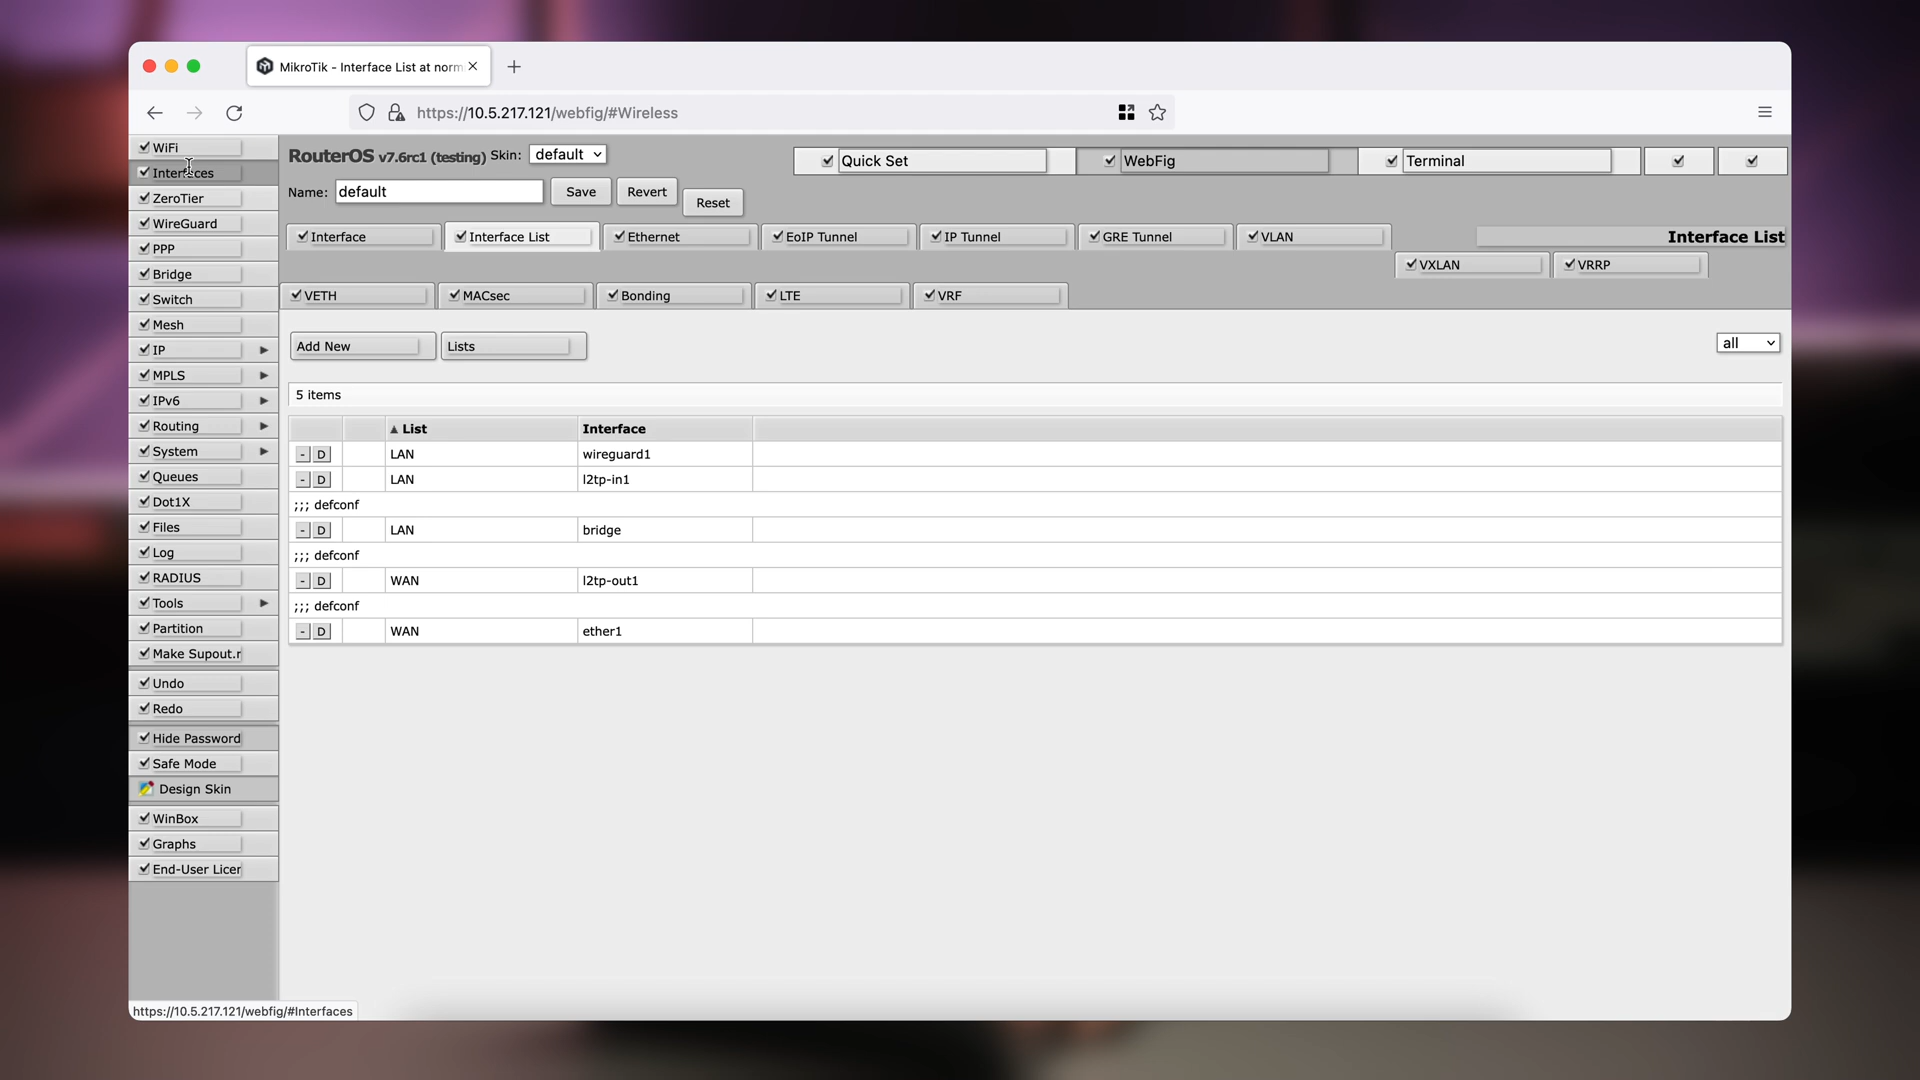 MikroTik - Interface List at norm
https://10.5.217.121/webfig/#Wireless
WiFi
Interfaces
ZeroTier
WireGuard
PPP
Bridge
Switch
Mesh
IP
MPLS
IPv6
Routing
System
Queues
Dot1X
Files
Log
RADIUS
Tools
Partition
Make Supout.r
Undo
Redo
Hide Password
Safe Mode
Design Skin
WinBox
Graphs
End-User Licer
RouterOS v7.6rc1 (testing) Skin: default
Quick Set WebFig Terminal
Name: default Save Revert Reset
Interface Interface List Ethernet EoIP Tunnel IP Tunnel GRE Tunnel VLAN Interface List
VXLAN VRRP
VETH MACsec Bonding LTE VRF
Add New Lists all
5 items
List Interface
- D LAN wireguard1
- D LAN l2tp-in1
;;; defconf
- D LAN bridge
;;; defconf
- D WAN l2tp-out1
;;; defconf
- D WAN ether1
https://10.5.217.121/webfig/#Interfaces